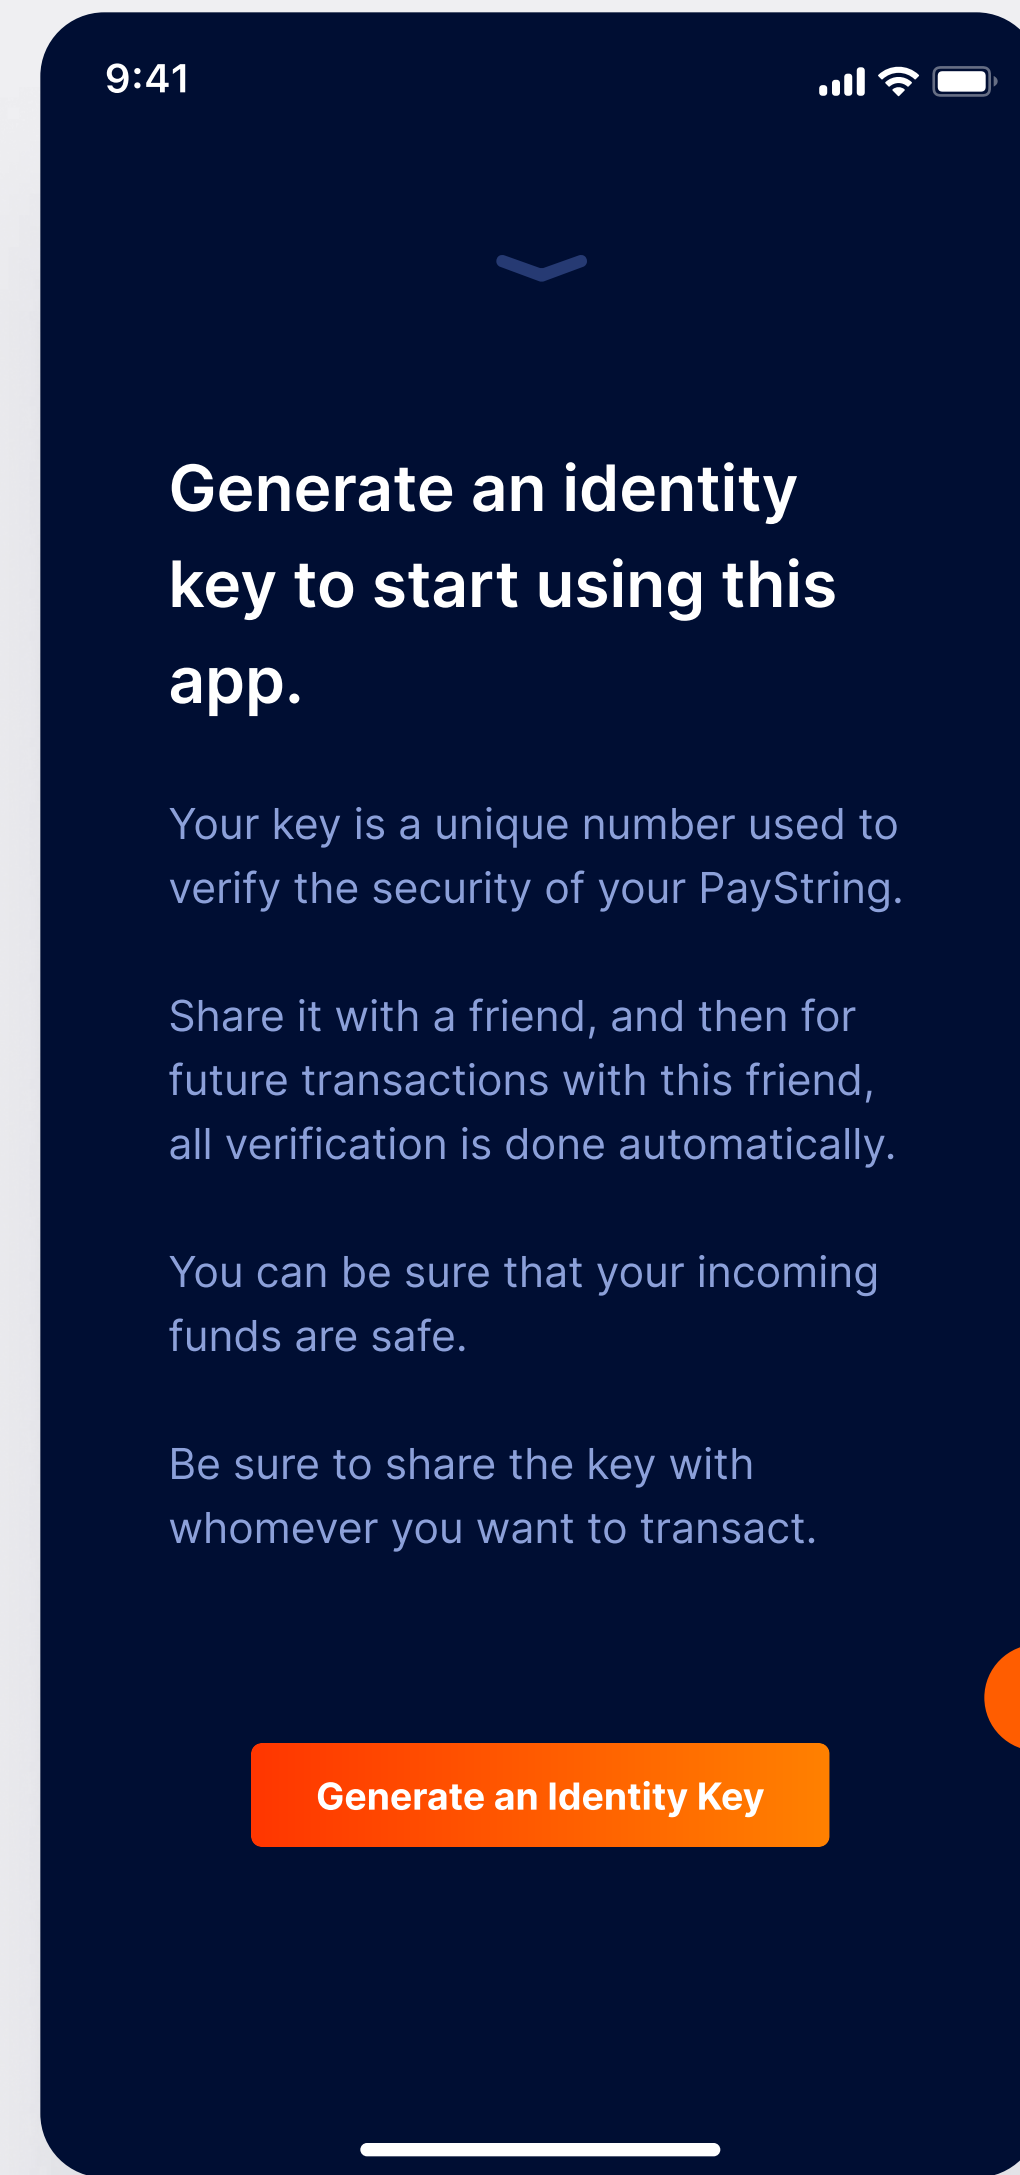 9:41
Generate an identity
key to start using this
app.
Your key is a unique number used to
verify the security of your PayString.
Share it with a friend, and then for
future transactions with this friend,
all verification is done automatically.
You can be sure that your incoming
funds are safe.
Be sure to share the key with
whomever you want to transact.
Generate an Identity Key